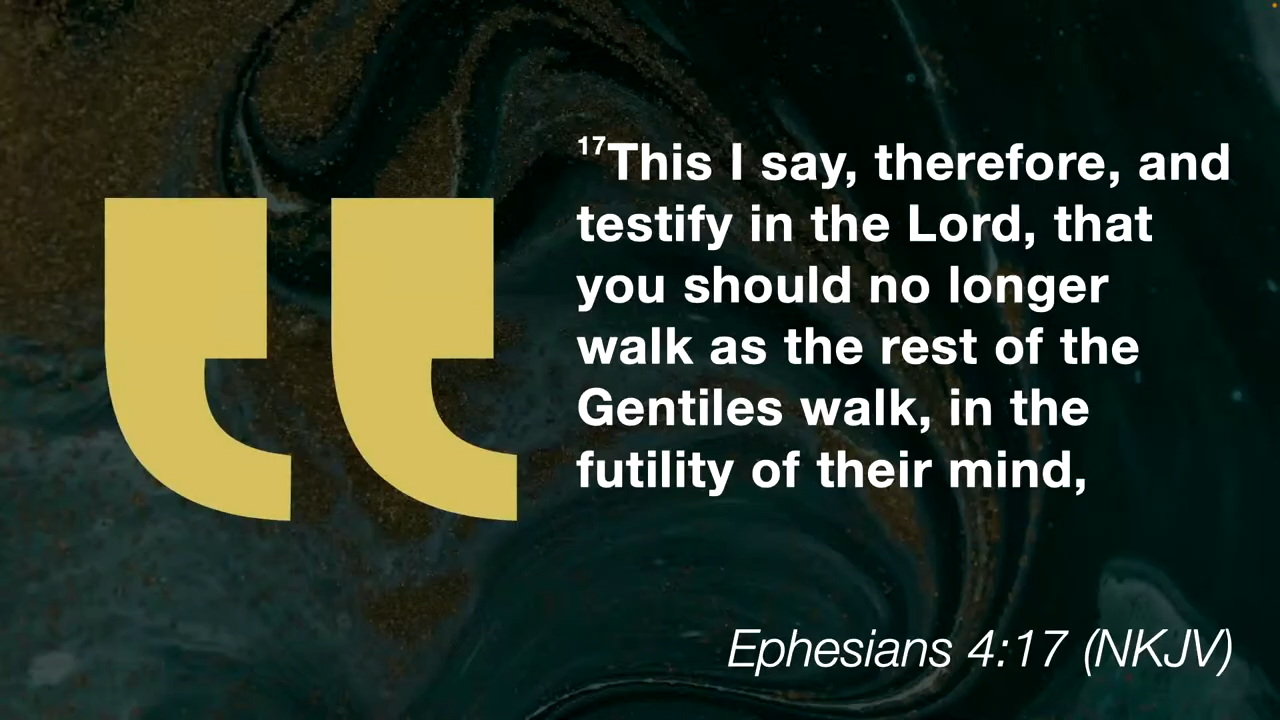 ¹⁷This I say, therefore, and
testify in the Lord, that
you should no longer
walk as the rest of the
Gentiles walk, in the
futility of their mind,
Ephesians 4:17 (NKJV)